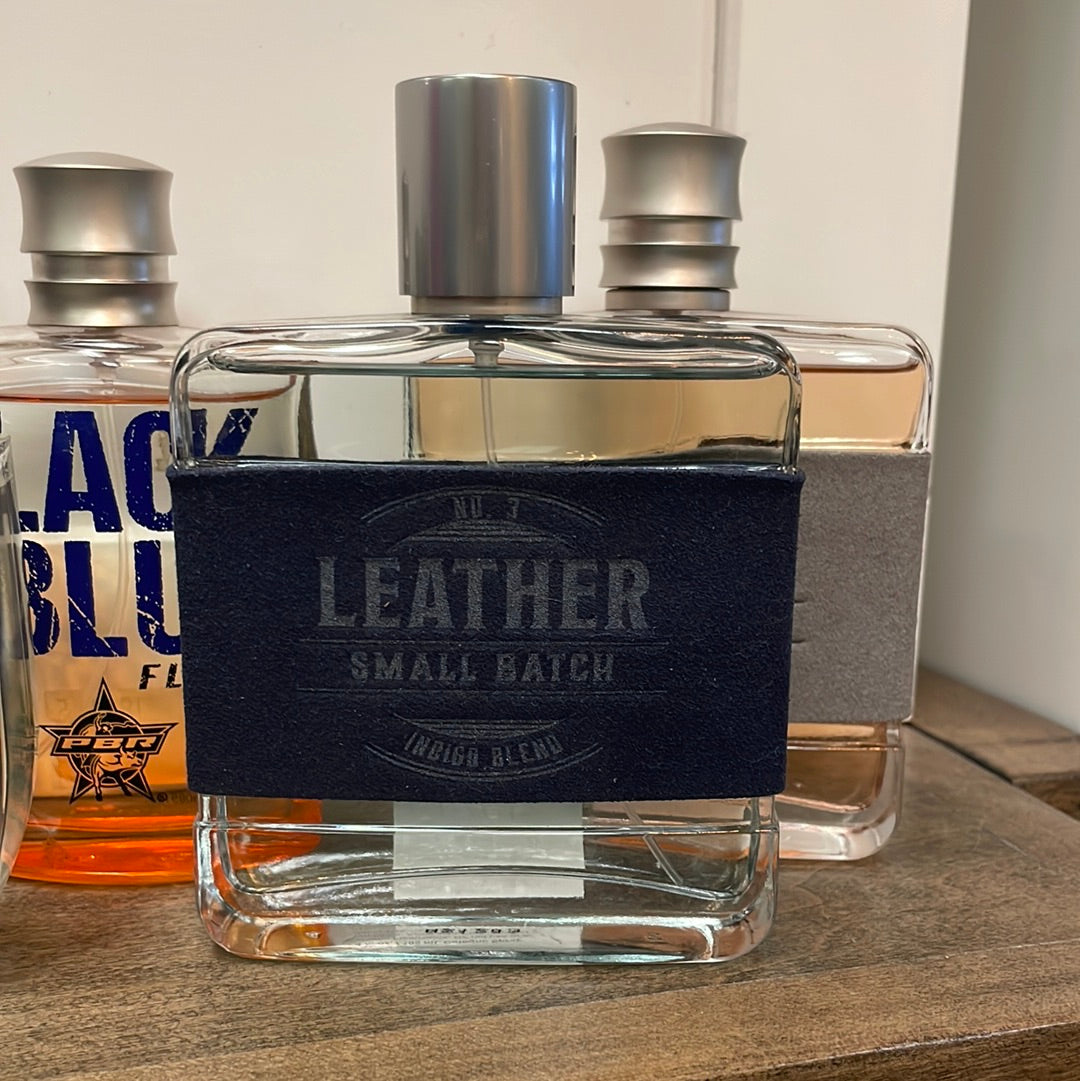 LACK
BLU
FL
PBR
NO. 3
LEATHER
SMALL BATCH
INDIGO BLEND